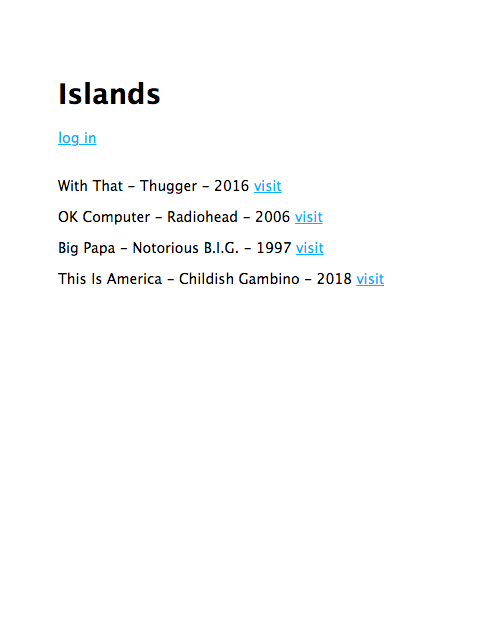 Islands
log in
With That – Thugger – 2016 visit
OK Computer – Radiohead – 2006 visit
Big Papa – Notorious B.I.G. – 1997 visit
This Is America – Childish Gambino – 2018 visit